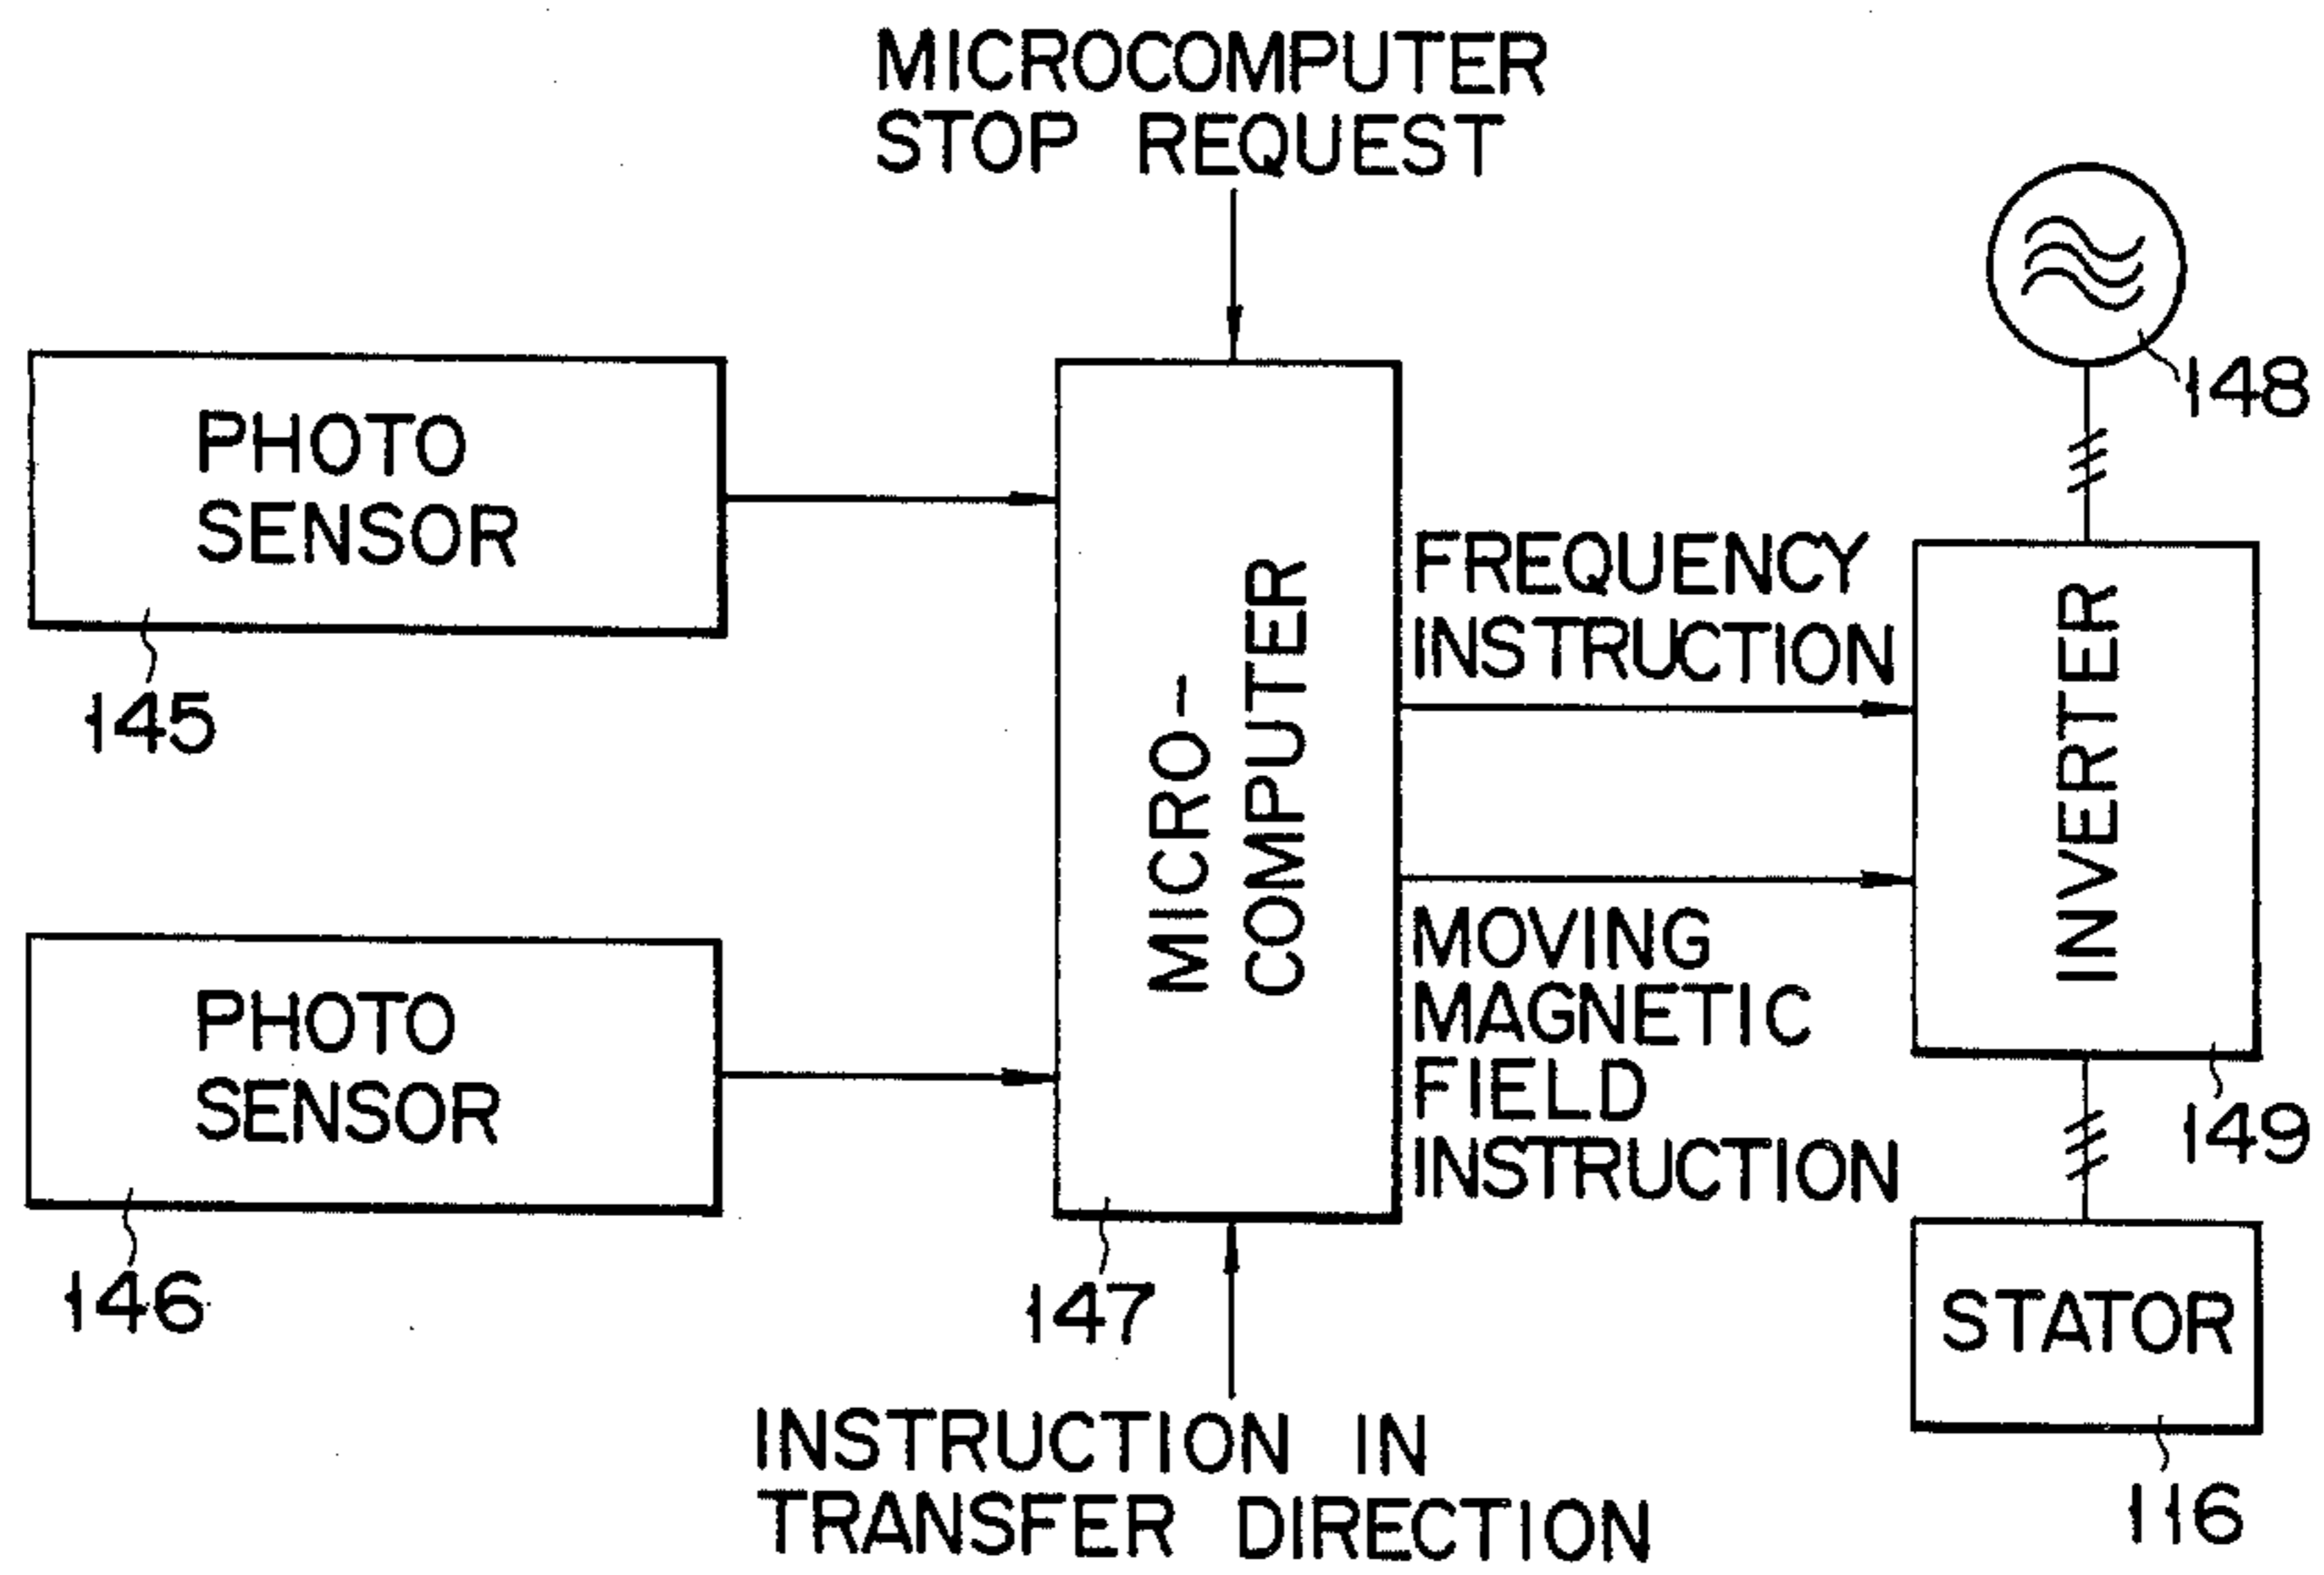 MICROCOMPUTER
STOP REQUEST
148
PHOTO
SENSOR
145
MICRO-
COMPUTER
FREQUENCY
INSTRUCTION
INVERTER
MOVING
MAGNETIC
FIELD
INSTRUCTION
149
PHOTO
SENSOR
146
147
STATOR
116
INSTRUCTION IN
TRANSFER DIRECTION